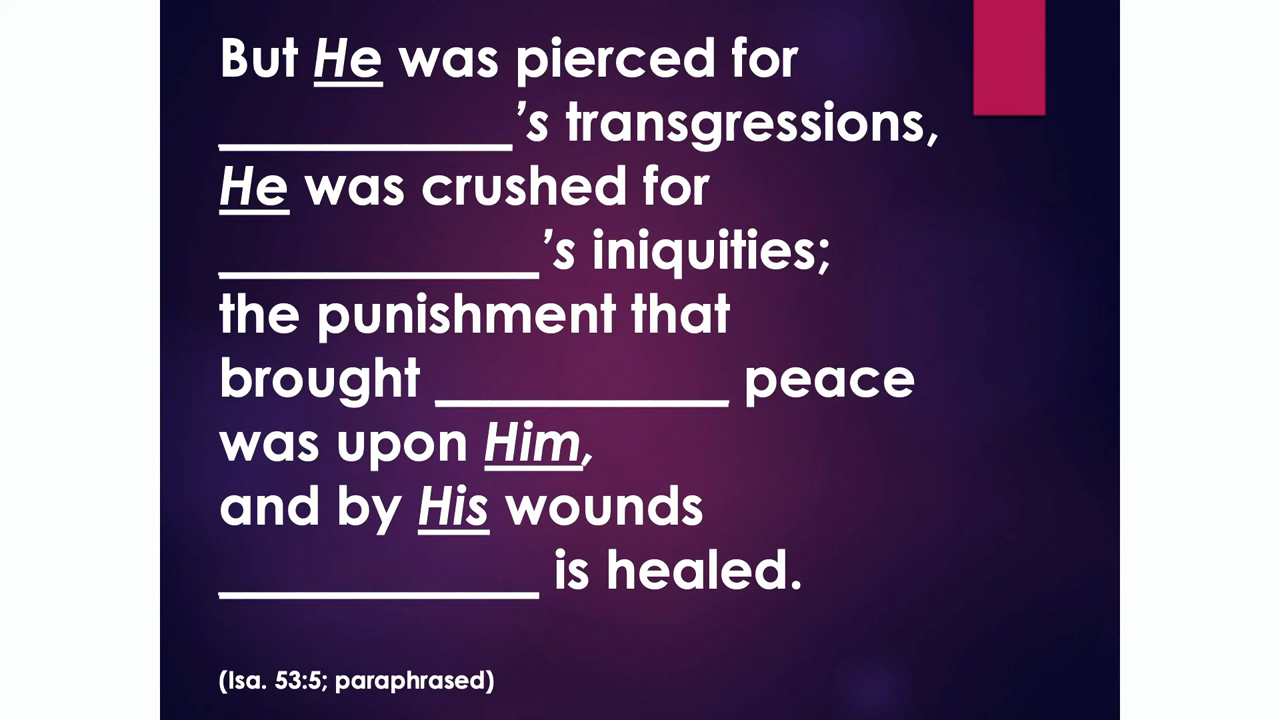 But He was pierced for
___________’s transgressions,
He was crushed for
____________’s iniquities;
the punishment that
brought ___________ peace
was upon Him,
and by His wounds
____________ is healed.
(Isa. 53:5; paraphrased)